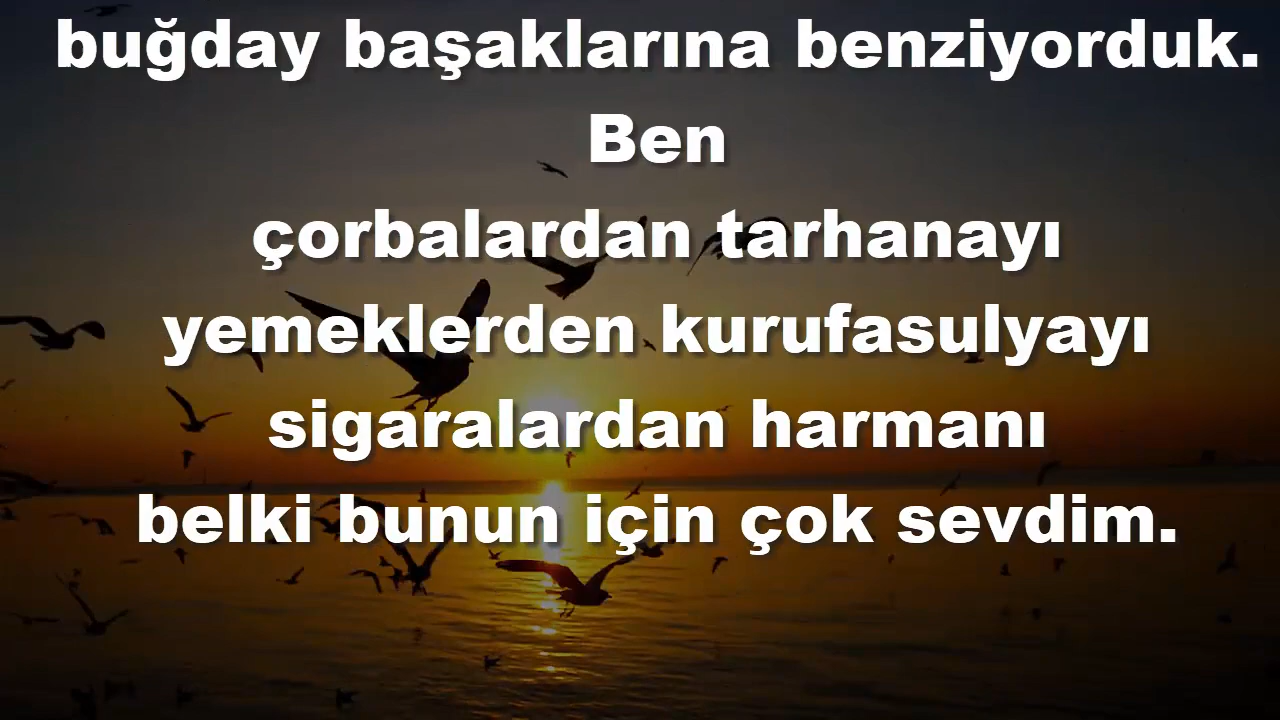 buğday başaklarına benziyorduk.
Ben
çorbalardan tarhanayı
yemeklerden kurufasulyayı
sigaralardan harmanı
belki bunun için çok sevdim.